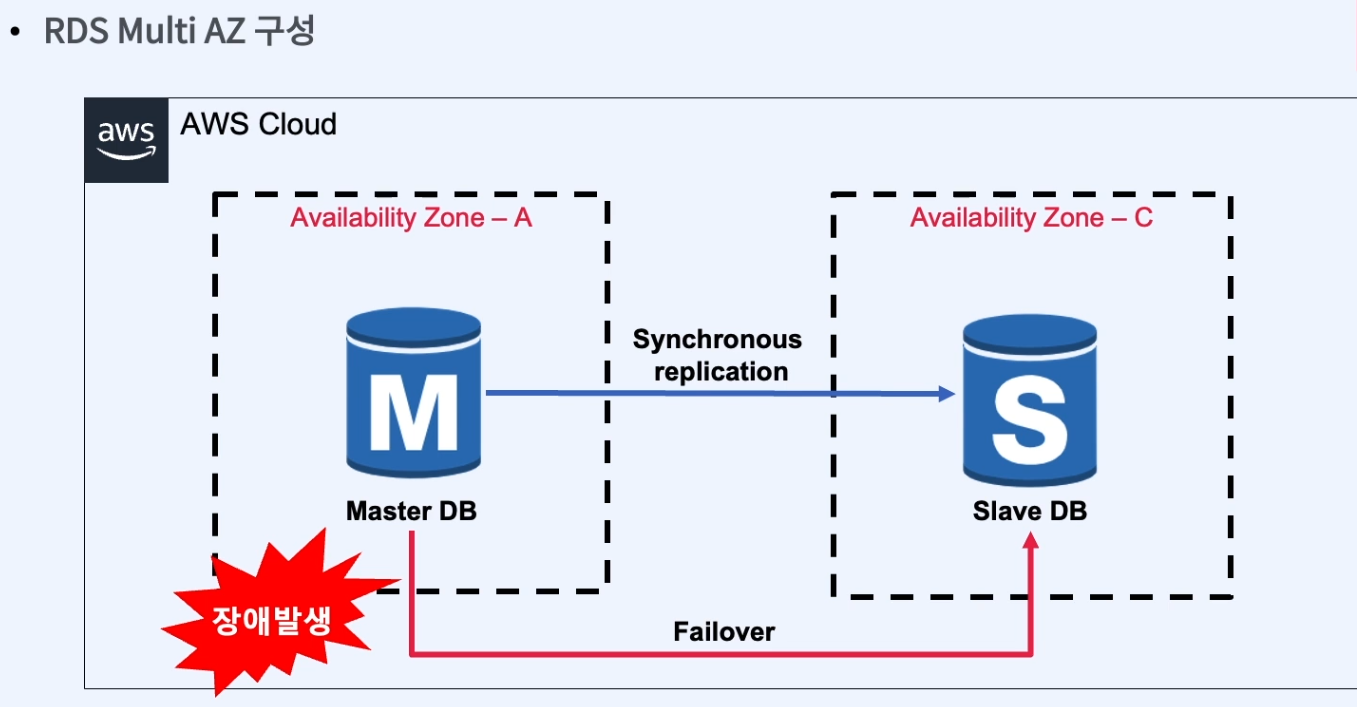 • RDS Multi AZ 구성
aws
AWS Cloud
Availability Zone – A
Availability Zone – C
Synchronous
replication
M
S
Master DB
Slave DB
장애발생
Failover